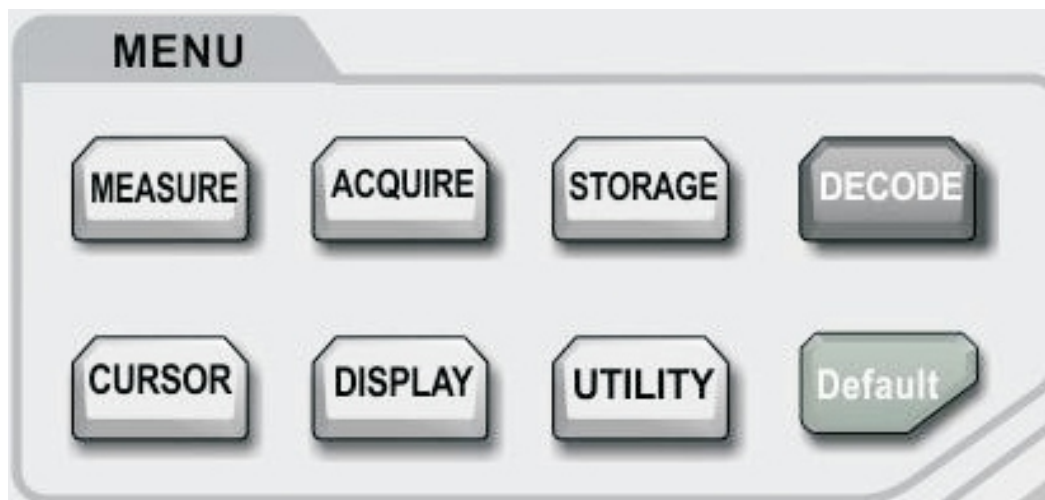 MENU
MEASURE ACQUIRE STORAGE DECODE
CURSOR DISPLAY UTILITY Default